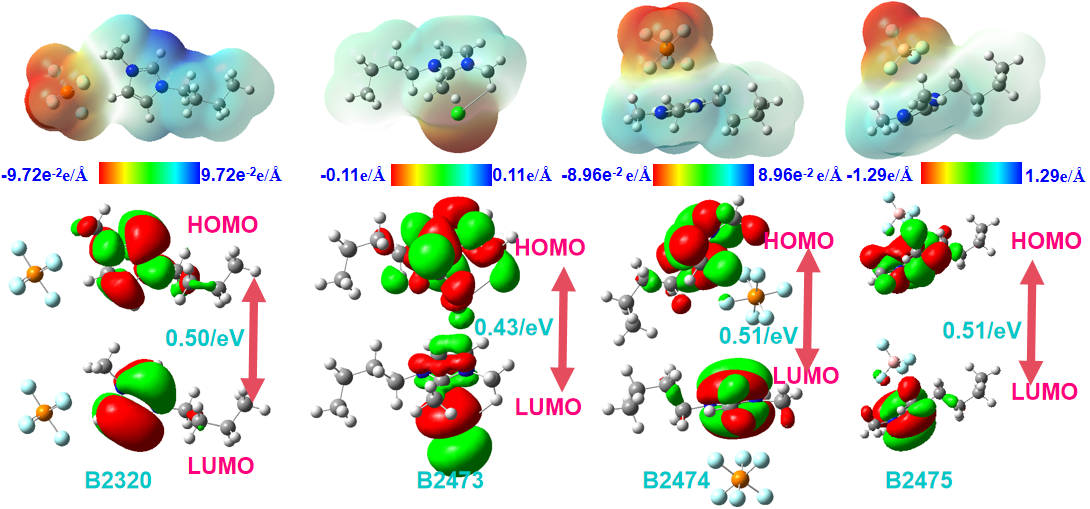 -9.72e⁻²e/Å 9.72e⁻²e/Å
-0.11e/Å 0.11e/Å
-8.96e⁻² e/Å 8.96e⁻² e/Å
-1.29e/Å 1.29e/Å
HOMO
0.50/eV
LUMO
B2320
HOMO
0.43/eV
LUMO
B2473
HOMO
0.51/eV
LUMO
B2474
HOMO
0.51/eV
LUMO
B2475